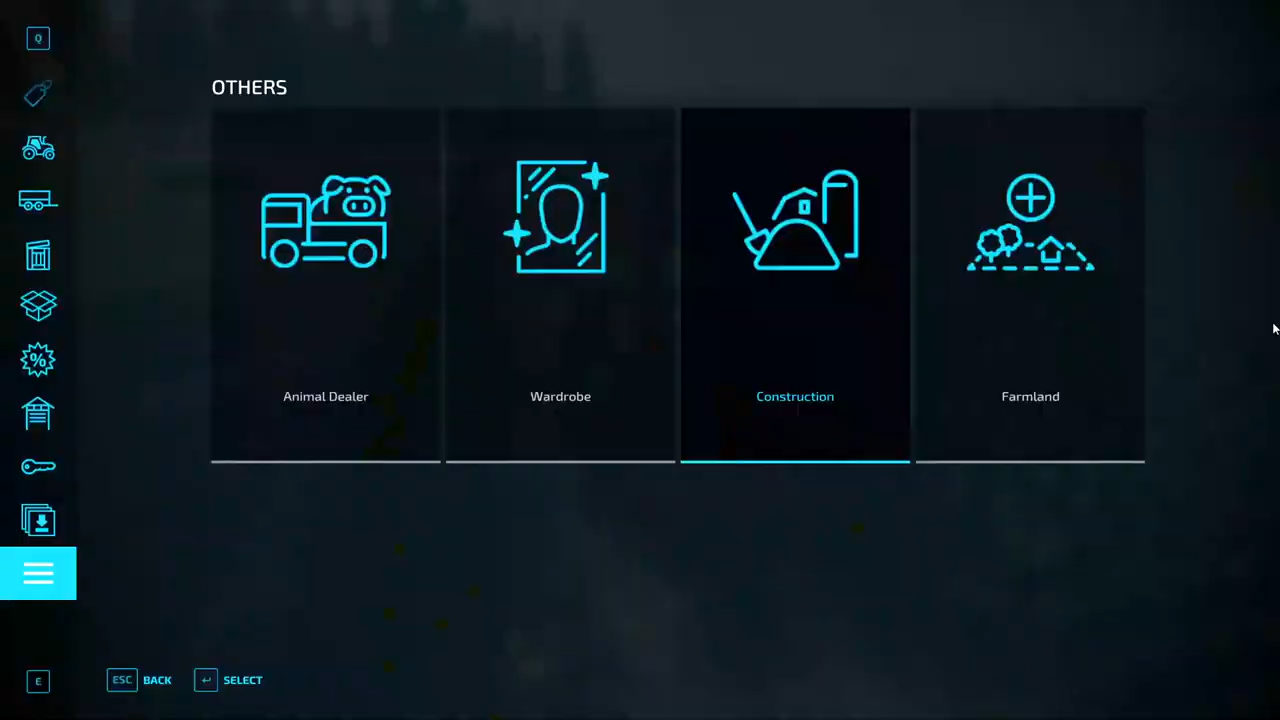 Q
OTHERS
Animal Dealer
Wardrobe
Construction
Farmland
%
E
ESC BACK ↵ SELECT